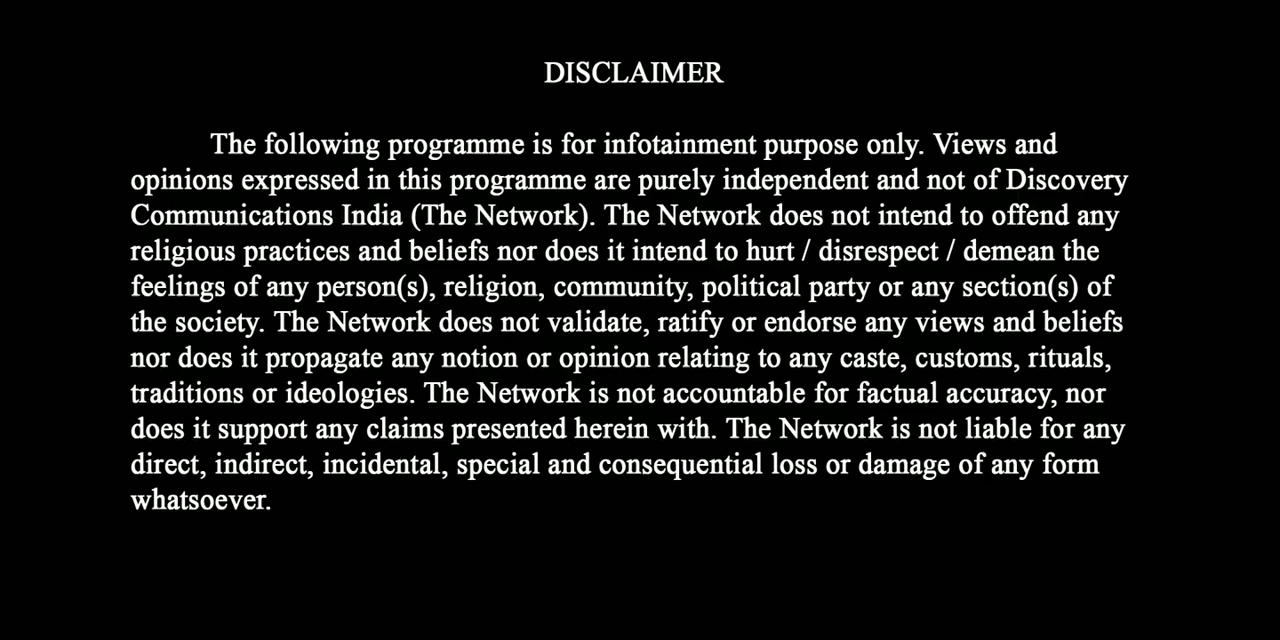 DISCLAIMER
The following programme is for infotainment purpose only. Views and
opinions expressed in this programme are purely independent and not of Discovery
Communications India (The Network). The Network does not intend to offend any
religious practices and beliefs nor does it intend to hurt / disrespect / demean the
feelings of any person(s), religion, community, political party or any section(s) of
the society. The Network does not validate, ratify or endorse any views and beliefs
nor does it propagate any notion or opinion relating to any caste, customs, rituals,
traditions or ideologies. The Network is not accountable for factual accuracy, nor
does it support any claims presented herein with. The Network is not liable for any
direct, indirect, incidental, special and consequential loss or damage of any form
whatsoever.